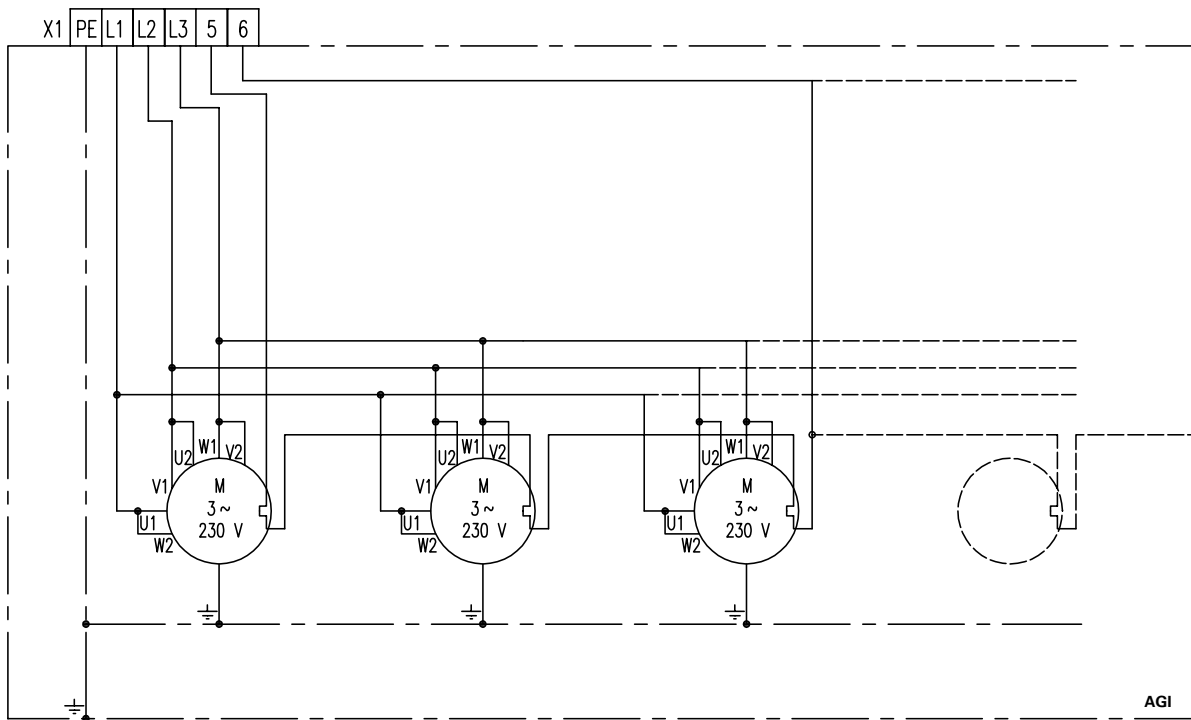 X1 PE L1 L2 L3 5 6
U2 W1 V2
V1
M
3 ~
230 V
U1
W2
U2 W1 V2
V1
M
3 ~
230 V
U1
W2
U2 W1 V2
V1
M
3 ~
230 V
U1
W2
AGI